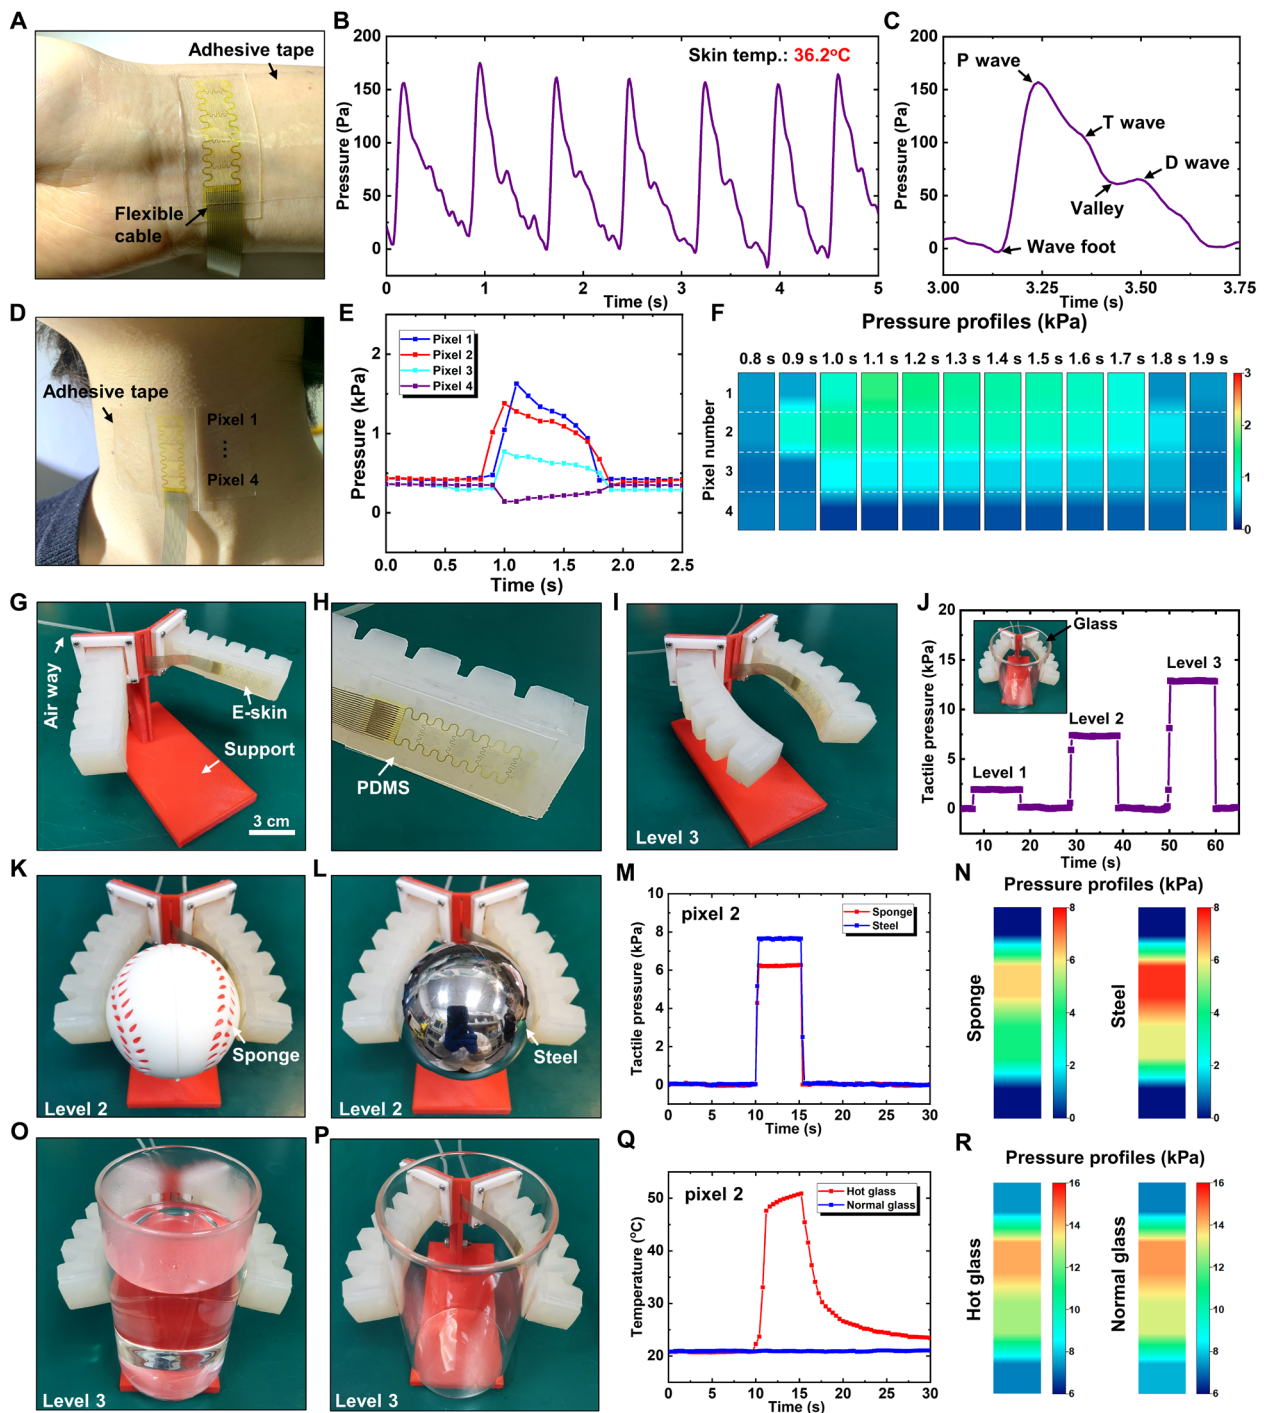 A
Adhesive tape
Flexible
cable
B
Skin temp.: 36.2°C
Pressure (Pa)
200
150
100
50
0
0
1
2
3
4
5
Time (s)
C
P wave
T wave
D wave
Valley
Wave foot
Pressure (Pa)
200
150
100
50
0
3.00
3.25
3.50
3.75
Time (s)
D
Adhesive tape
Pixel 1
Pixel 4
E
Pixel 1
Pixel 2
Pixel 3
Pixel 4
Pressure (kPa)
2
1
0
0.0
0.5
1.0
1.5
2.0
2.5
Time (s)
F
Pressure profiles (kPa)
0.8 s 0.9 s 1.0 s 1.1 s 1.2 s 1.3 s 1.4 s 1.5 s 1.6 s 1.7 s 1.8 s 1.9 s
Pixel number
1
2
3
4
3
2
1
0
G
Air way
E-skin
Support
3 cm
H
PDMS
I
Level 3
J
Glass
Level 1
Level 2
Level 3
Tactile pressure (kPa)
20
15
10
5
0
10
20
30
40
50
60
Time (s)
K
Sponge
Level 2
L
Steel
Level 2
M
pixel 2
Sponge
Steel
Tactile pressure (kPa)
10
8
6
4
2
0
0
5
10
15
20
25
30
Time (s)
N
Pressure profiles (kPa)
Sponge
8
6
4
2
0
Steel
8
6
4
2
0
O
Level 3
P
Level 3
Q
pixel 2
Hot glass
Normal glass
Temperature (°C)
50
40
30
20
0
5
10
15
20
25
30
Time (s)
R
Pressure profiles (kPa)
Hot glass
16
14
12
10
8
6
Normal glass
16
14
12
10
8
6